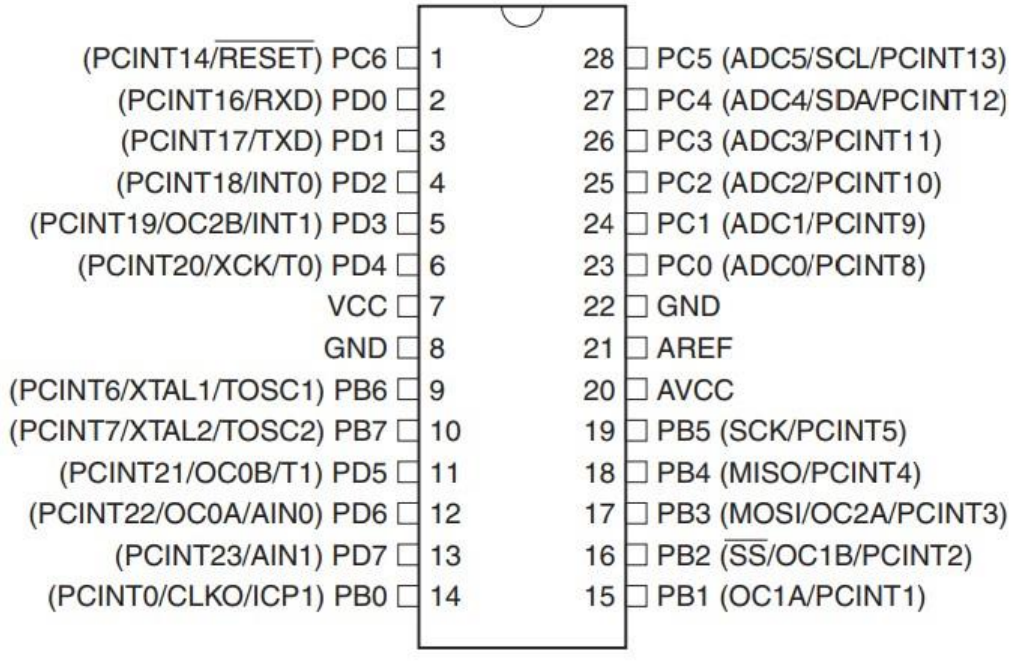 (PCINT14/RESET) PC6 1 28 PC5 (ADC5/SCL/PCINT13)
(PCINT16/RXD) PD0 2 27 PC4 (ADC4/SDA/PCINT12)
(PCINT17/TXD) PD1 3 26 PC3 (ADC3/PCINT11)
(PCINT18/INT0) PD2 4 25 PC2 (ADC2/PCINT10)
(PCINT19/OC2B/INT1) PD3 5 24 PC1 (ADC1/PCINT9)
(PCINT20/XCK/T0) PD4 6 23 PC0 (ADC0/PCINT8)
VCC 7 22 GND
GND 8 21 AREF
(PCINT6/XTAL1/TOSC1) PB6 9 20 AVCC
(PCINT7/XTAL2/TOSC2) PB7 10 19 PB5 (SCK/PCINT5)
(PCINT21/OC0B/T1) PD5 11 18 PB4 (MISO/PCINT4)
(PCINT22/OC0A/AIN0) PD6 12 17 PB3 (MOSI/OC2A/PCINT3)
(PCINT23/AIN1) PD7 13 16 PB2 (SS/OC1B/PCINT2)
(PCINT0/CLKO/ICP1) PB0 14 15 PB1 (OC1A/PCINT1)